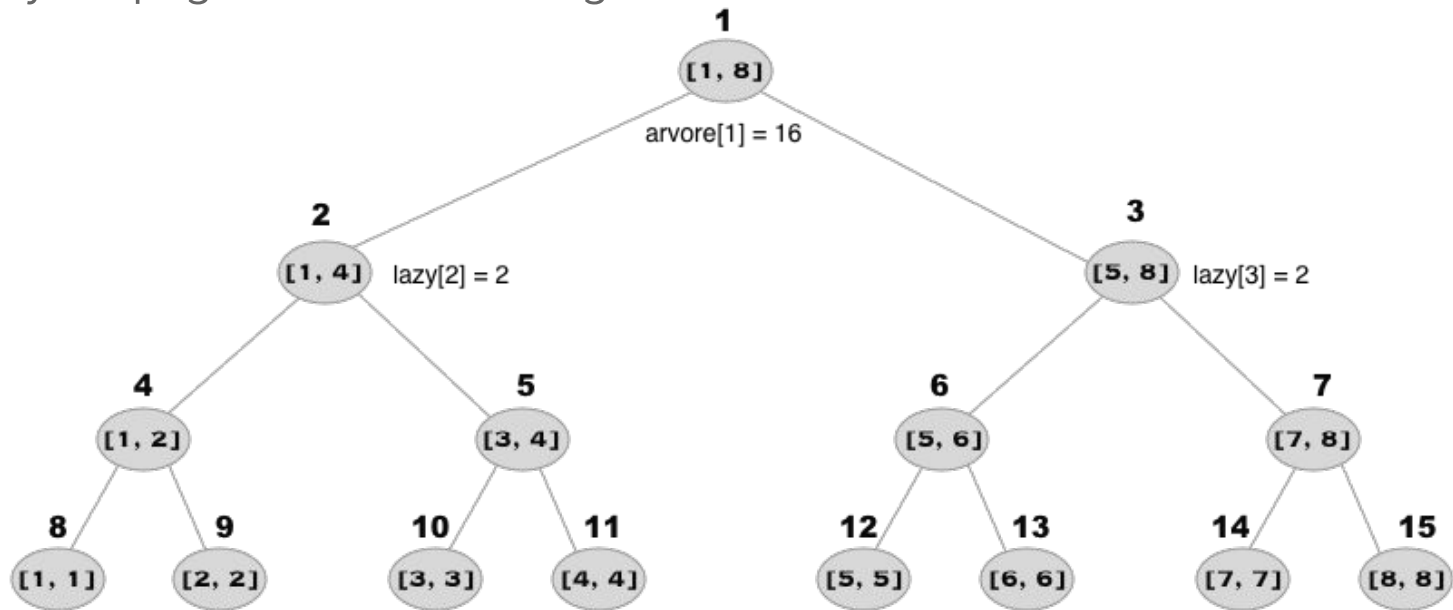 1
[1, 8]
arvore[1] = 16
2 3
[1, 4] lazy[2] = 2 [5, 8] lazy[3] = 2
4 5 6 7
[1, 2] [3, 4] [5, 6] [7, 8]
8 9 10 11 12 13 14 15
[1, 1] [2, 2] [3, 3] [4, 4] [5, 5] [6, 6] [7, 7] [8, 8]